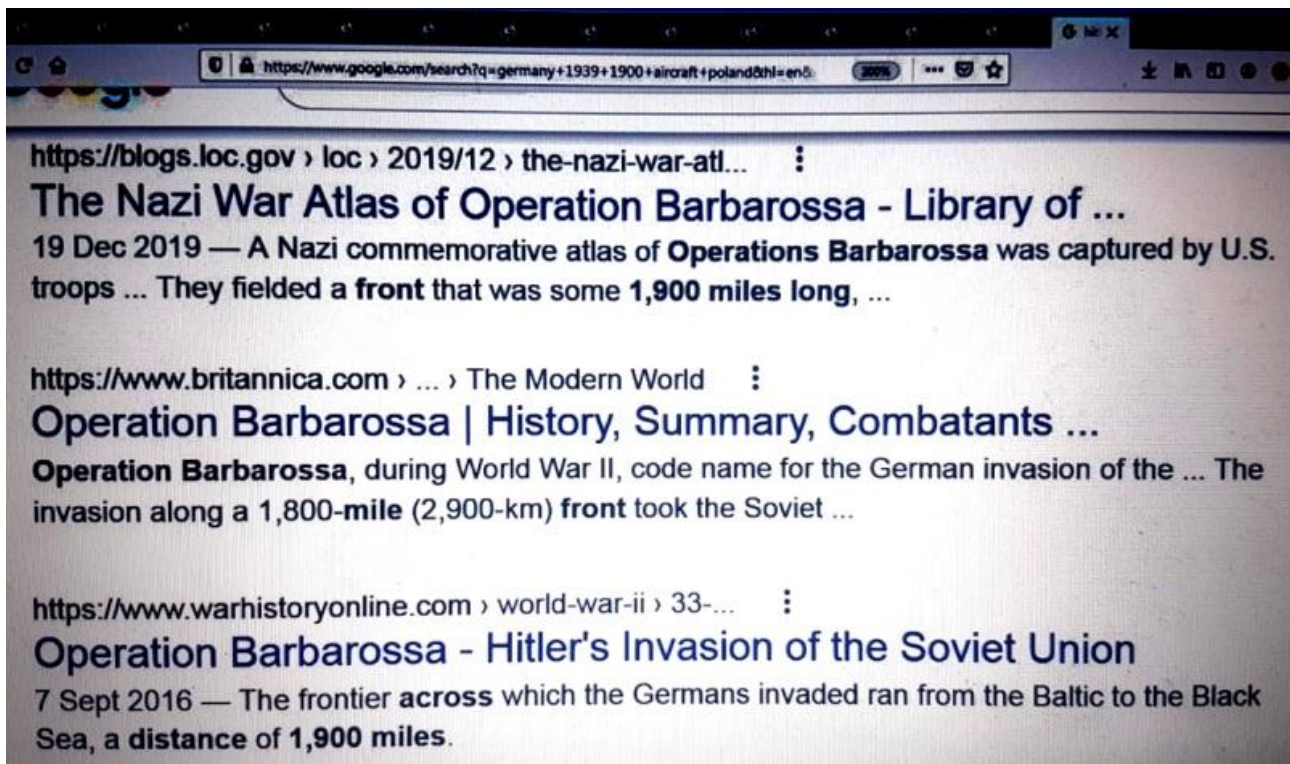 https://www.google.com/search?q=germany+1939+1900+aircraft+poland&hl=en&
200%
https://blogs.loc.gov › loc › 2019/12 › the-nazi-war-atl...
The Nazi War Atlas of Operation Barbarossa - Library of ...
19 Dec 2019 — A Nazi commemorative atlas of Operations Barbarossa was captured by U.S.
troops ... They fielded a front that was some 1,900 miles long, ...
https://www.britannica.com › ... › The Modern World
Operation Barbarossa | History, Summary, Combatants ...
Operation Barbarossa, during World War II, code name for the German invasion of the ... The
invasion along a 1,800-mile (2,900-km) front took the Soviet ...
https://www.warhistoryonline.com › world-war-ii › 33-...
Operation Barbarossa - Hitler's Invasion of the Soviet Union
7 Sept 2016 — The frontier across which the Germans invaded ran from the Baltic to the Black
Sea, a distance of 1,900 miles.